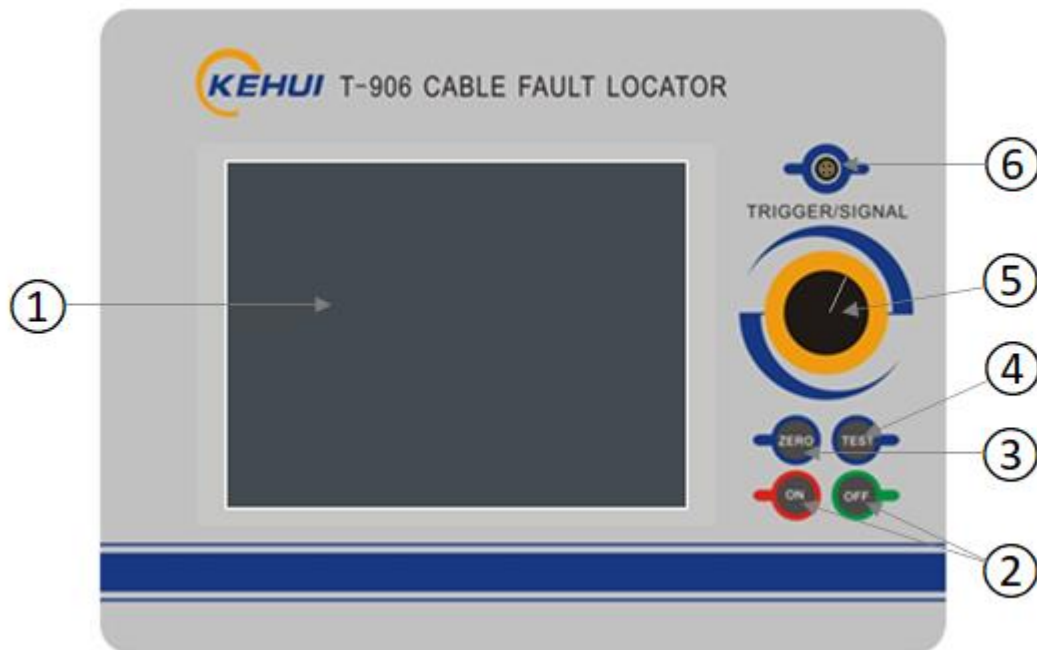 KEHUI T-906 CABLE FAULT LOCATOR
6
TRIGGER/SIGNAL
1
5
4
ZERO TEST
3
ON OFF
2